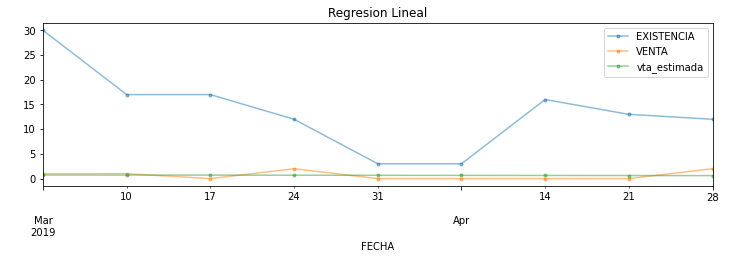 Regresion Lineal
EXISTENCIA
VENTA
vta_estimada
30
25
20
15
10
5
0
10 17 24 31 14 21 28
Mar Apr
2019
FECHA